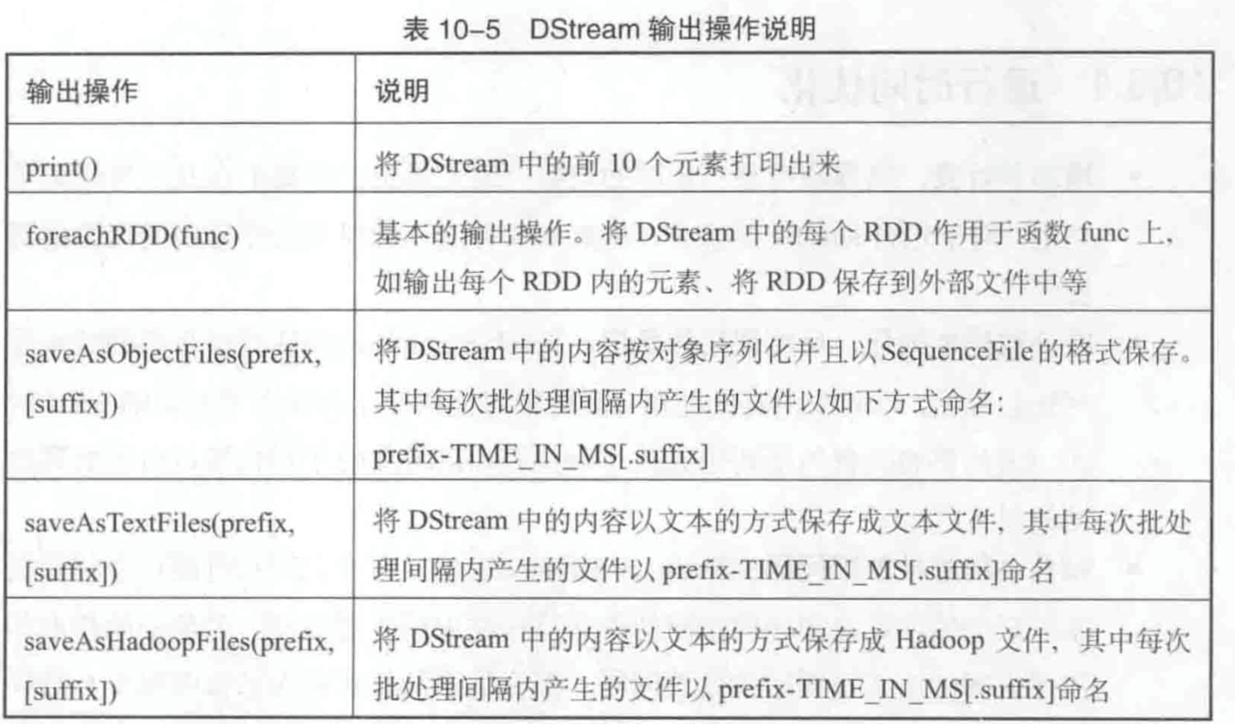 表 10-5 DStream 输出操作说明
输出操作
说明
print()
将 DStream 中的前 10 个元素打印出来
foreachRDD(func)
基本的输出操作。将 DStream 中的每个 RDD 作用于函数 func 上,
如输出每个 RDD 内的元素、将 RDD 保存到外部文件中等
saveAsObjectFiles(prefix,
[suffix])
将DStream中的内容按对象序列化并且以SequenceFile的格式保存。
其中每次批处理间隔内产生的文件以如下方式命名:
prefix-TIME_IN_MS[.suffix]
saveAsTextFiles(prefix,
[suffix])
将 DStream 中的内容以文本的方式保存成文本文件, 其中每次批处
理间隔内产生的文件以 prefix-TIME_IN_MS[.suffix]命名
saveAsHadoopFiles(prefix,
[suffix])
将 DStream 中的内容以文本的方式保存成 Hadoop 文件, 其中每次
批处理间隔内产生的文件以 prefix-TIME_IN_MS[.suffix]命名